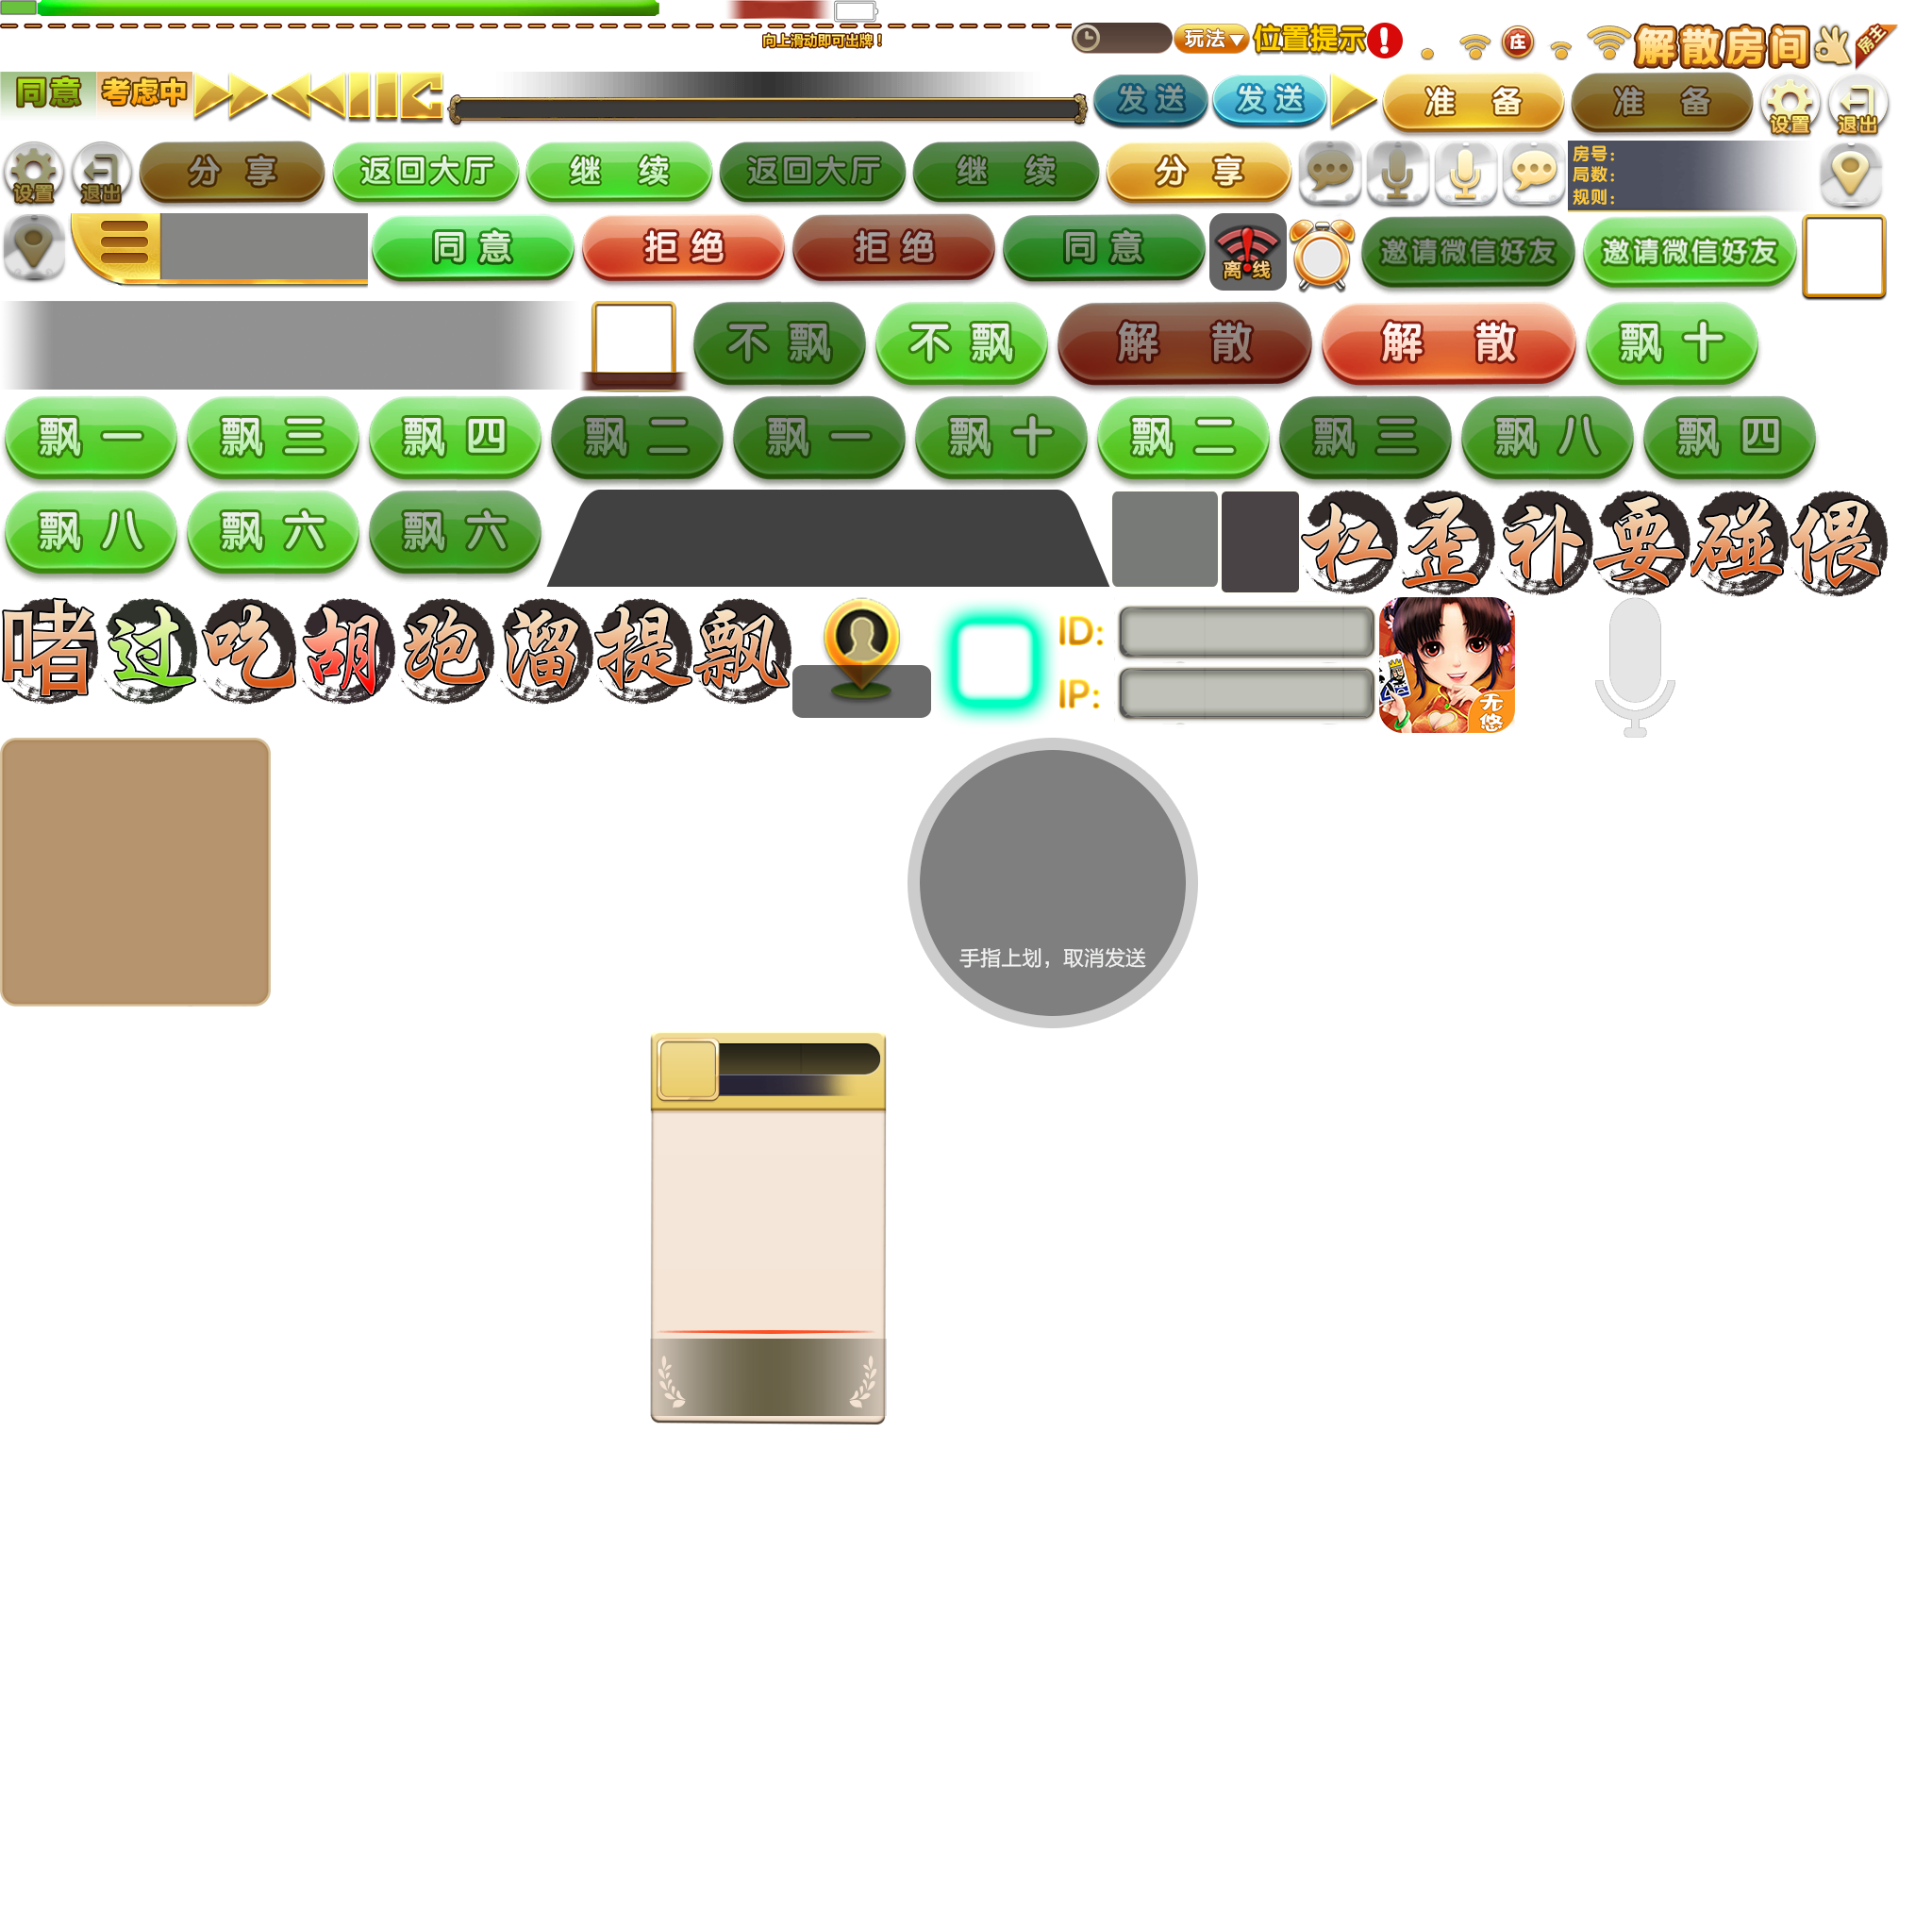 向上滑动即可出牌！
玩法
位置提示
庄
解散房间
房主
同意
考虑中
发送
发送
准 备
准 备
设置
退出
设置
退出
分 享
返回大厅
继 续
返回大厅
继 续
分 享
房号：
局数：
规则：
同意
拒绝
拒绝
同意
离线
邀请微信好友
邀请微信好友
不飘
不飘
解 散
解 散
飘十
飘一
飘三
飘四
飘二
飘一
飘十
飘二
飘三
飘八
飘四
飘八
飘六
飘六
扛
歪
补
要
碰
偎
啫
过
吃
胡
跑
溜
提
飘
ID:
IP:
无悠
手指上划，取消发送